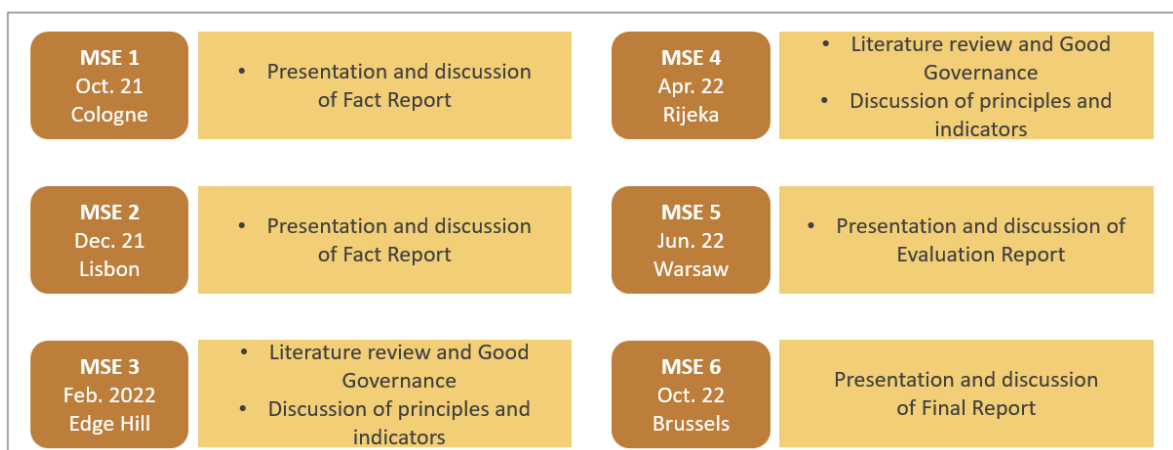 MSE 1
Oct. 21
Cologne
• Presentation and discussion
of Fact Report
MSE 2
Dec. 21
Lisbon
• Presentation and discussion
of Fact Report
MSE 3
Feb. 2022
Edge Hill
• Literature review and Good
Governance
• Discussion of principles and
indicators
MSE 4
Apr. 22
Rijeka
• Literature review and Good
Governance
• Discussion of principles and
indicators
MSE 5
Jun. 22
Warsaw
• Presentation and discussion of
Evaluation Report
MSE 6
Oct. 22
Brussels
Presentation and discussion
of Final Report